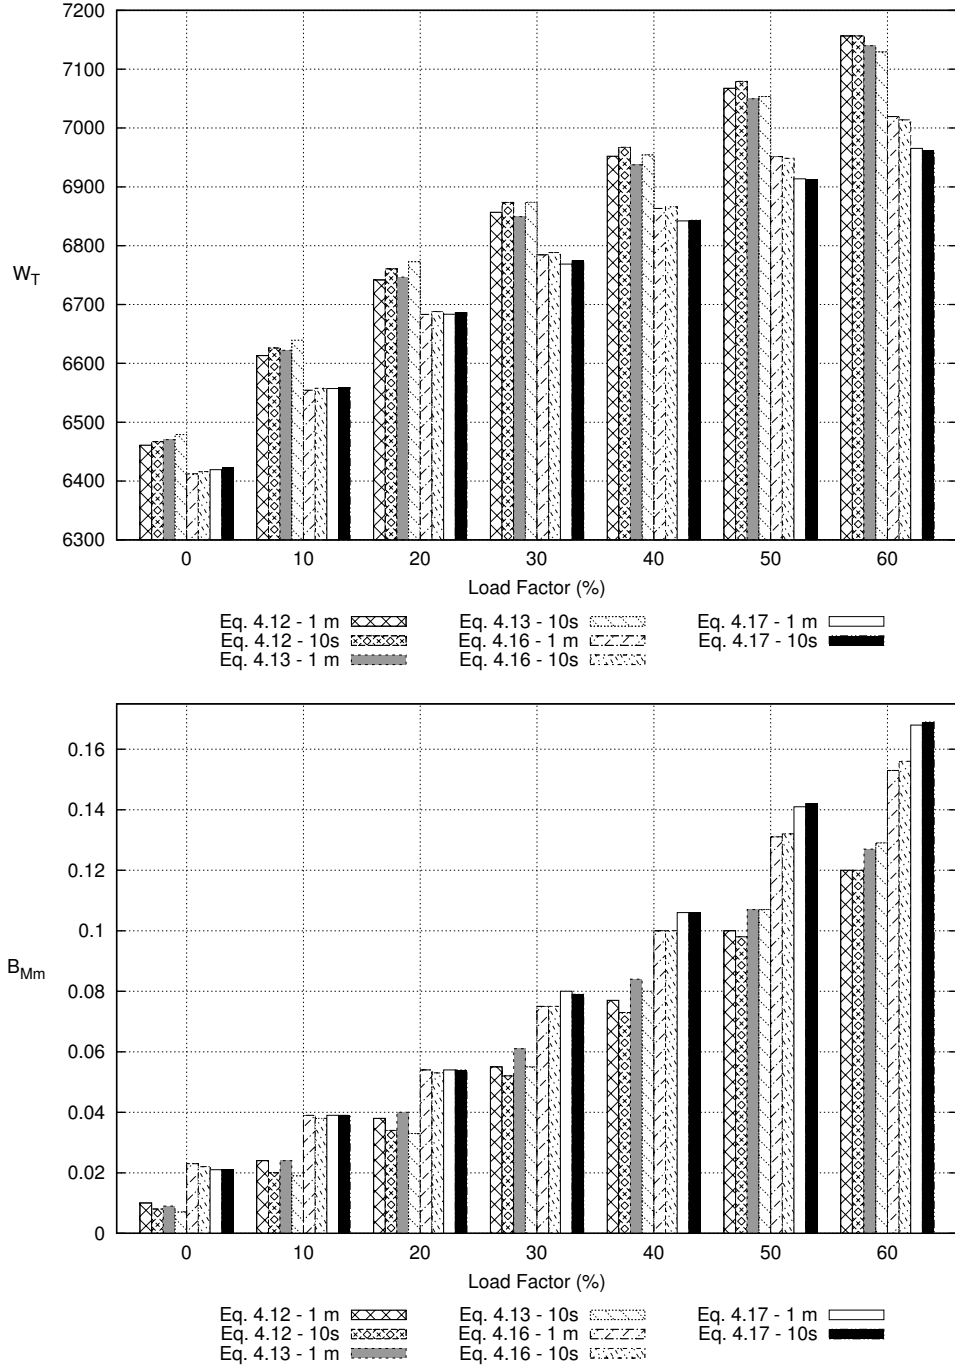 7200
7100
7000
6900
6800
W_T
6700
6600
6500
6400
6300
0 10 20 30 40 50 60
Load Factor (%)
Eq. 4.12 - 1 m Eq. 4.13 - 10s Eq. 4.17 - 1 m
Eq. 4.12 - 10s Eq. 4.16 - 1 m Eq. 4.17 - 10s
Eq. 4.13 - 1 m Eq. 4.16 - 10s
0.16
0.14
0.12
0.1
B_Mm
0.08
0.06
0.04
0.02
0
0 10 20 30 40 50 60
Load Factor (%)
Eq. 4.12 - 1 m Eq. 4.13 - 10s Eq. 4.17 - 1 m
Eq. 4.12 - 10s Eq. 4.16 - 1 m Eq. 4.17 - 10s
Eq. 4.13 - 1 m Eq. 4.16 - 10s